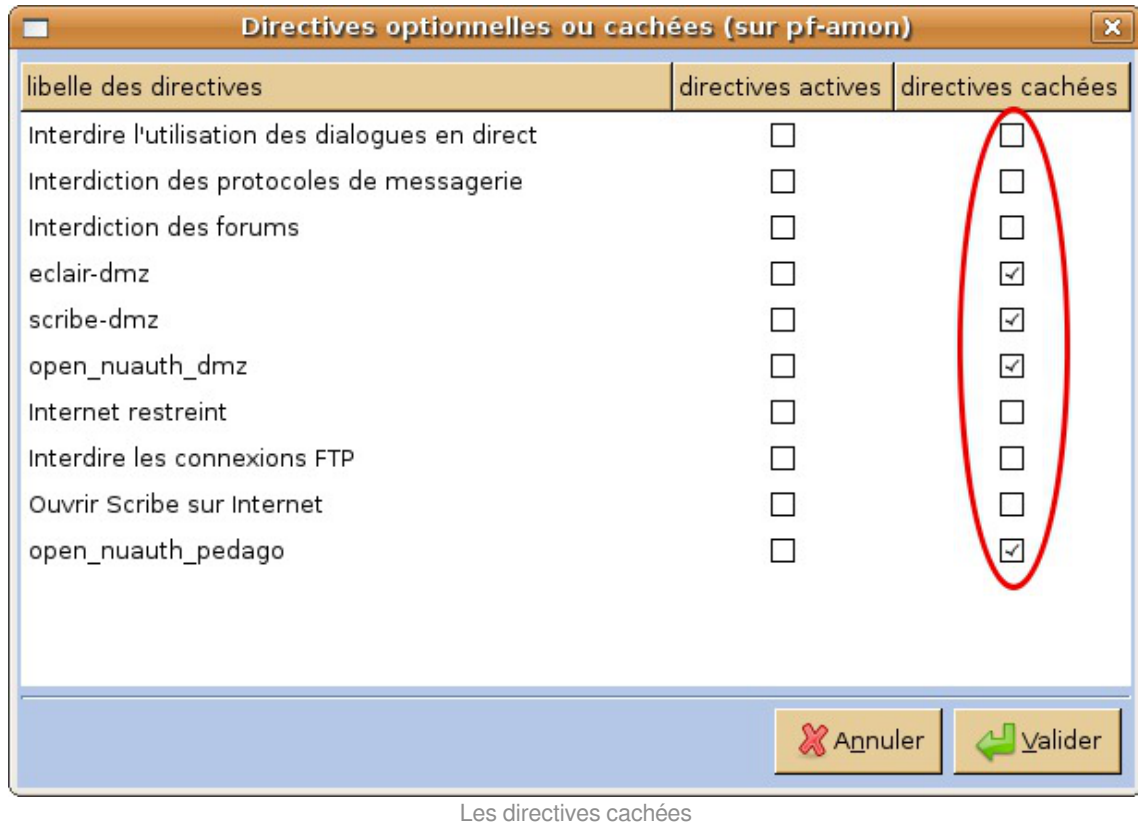 Directives optionnelles ou cachées (sur pf-amon)
libelle des directives directives actives directives cachées
Interdire l'utilisation des dialogues en direct
Interdiction des protocoles de messagerie
Interdiction des forums
eclair-dmz
scribe-dmz
open_nuauth_dmz
Internet restreint
Interdire les connexions FTP
Ouvrir Scribe sur Internet
open_nuauth_pedago
Annuler Valider
Les directives cachées